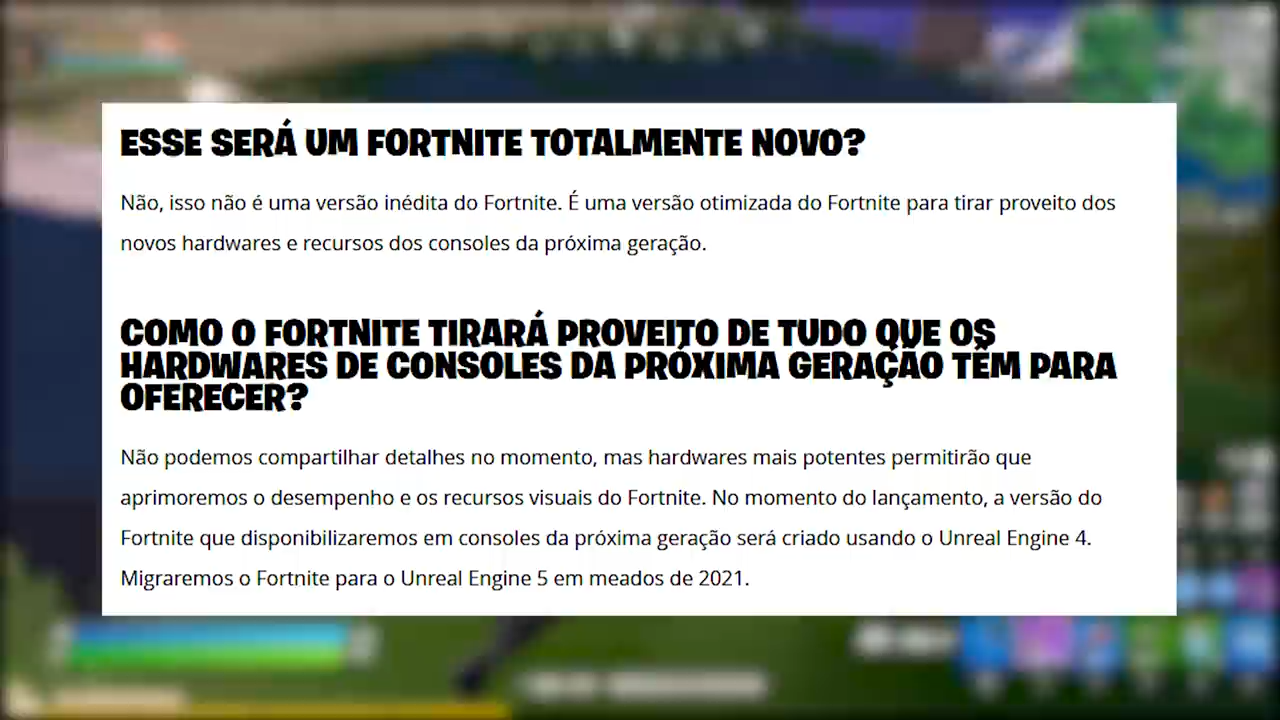 ESSE SERÁ UM FORTNITE TOTALMENTE NOVO?
Não, isso não é uma versão inédita do Fortnite. É uma versão otimizada do Fortnite para tirar proveito dos
novos hardwares e recursos dos consoles da próxima geração.
COMO O FORTNITE TIRARÁ PROVEITO DE TUDO QUE OS
HARDWARES DE CONSOLES DA PRÓXIMA GERAÇÃO TÊM PARA
OFERECER?
Não podemos compartilhar detalhes no momento, mas hardwares mais potentes permitirão que
aprimoremos o desempenho e os recursos visuais do Fortnite. No momento do lançamento, a versão do
Fortnite que disponibilizaremos em consoles da próxima geração será criado usando o Unreal Engine 4.
Migraremos o Fortnite para o Unreal Engine 5 em meados de 2021.